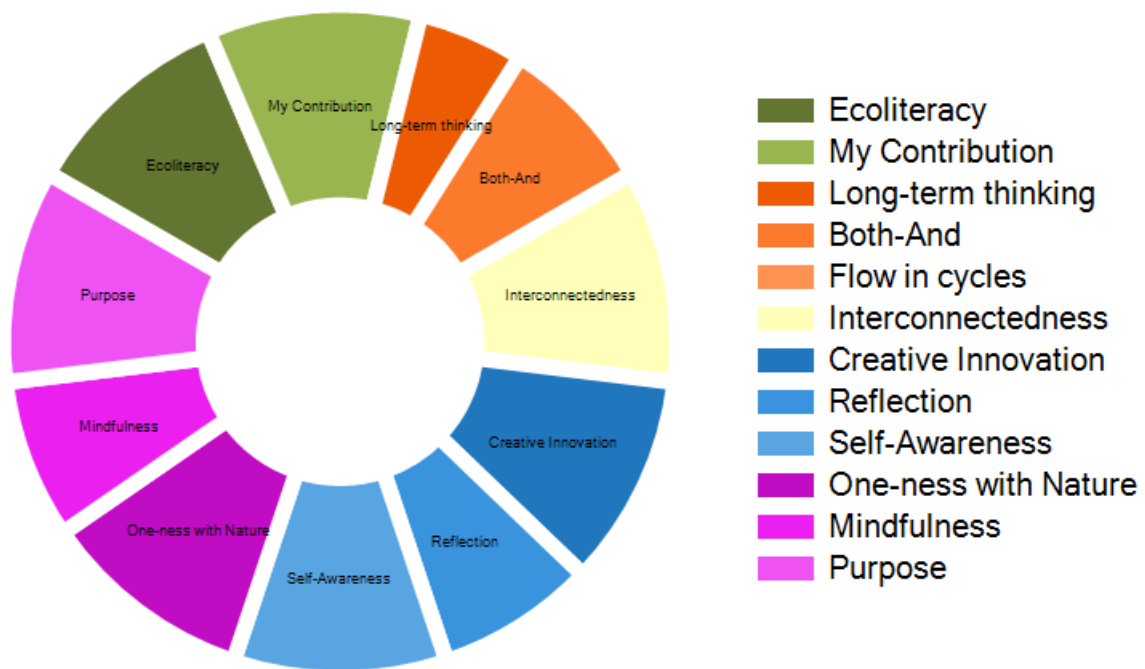 My Contribution
Long-term thinking
Ecoliteracy
Both-And
Purpose
Interconnectedness
Mindfulness
Creative Innovation
One-ness with Nature
Reflection
Self-Awareness
Ecoliteracy
My Contribution
Long-term thinking
Both-And
Flow in cycles
Interconnectedness
Creative Innovation
Reflection
Self-Awareness
One-ness with Nature
Mindfulness
Purpose